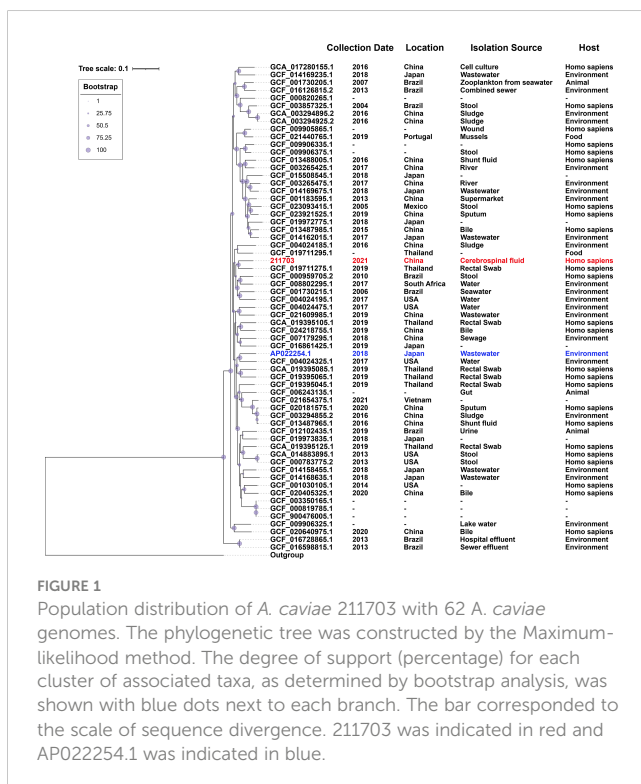 Collection Date Location Isolation Source Host
Tree scale: 0.1
Bootstrap
1
25.75
50.5
75.25
100
GCA_017280155.1 2016 China Cell culture Homo sapiens
GCF_014169235.1 2018 Japan Wastewater Environment
GCF_001730205.1 2007 Brazil Zooplankton from seawater Animal
GCF_016126815.2 2013 Brazil Combined sewer Environment
GCF_000820265.1 - - - -
GCF_003857325.1 2004 Brazil Stool Homo sapiens
GCA_003294895.2 2016 China Sludge Environment
GCA_003294925.2 2016 China Sludge Environment
GCF_009905865.1 - - Wound Homo sapiens
GCF_021440765.1 2019 Portugal Mussels Food
GCF_009906335.1 - - - Homo sapiens
GCF_009906375.1 - - Stool Homo sapiens
GCF_013488005.1 2016 China Shunt fluid Homo sapiens
GCF_003265425.1 2017 China River Environment
GCF_015508545.1 2018 Japan - -
GCF_003265475.1 2017 China River Environment
GCF_014169675.1 2018 Japan Wastewater Environment
GCF_001183595.1 2013 China Supermarket Environment
GCF_023093415.1 2005 Mexico Stool Homo sapiens
GCF_023921525.1 2019 China Sputum Homo sapiens
GCF_019972775.1 2018 Japan - -
GCF_013487985.1 2015 China Bile Homo sapiens
GCF_014162015.1 2017 Japan Wastewater Environment
GCF_004024185.1 2016 China Sludge Environment
GCF_019711295.1 - Thailand - Food
211703 2021 China Cerebrospinal fluid Homo sapiens
GCF_019711275.1 2019 Thailand Rectal Swab Homo sapiens
GCF_000959705.2 2010 Brazil Stool Homo sapiens
GCF_008802295.1 2017 South Africa Water Environment
GCF_001730215.1 2006 Brazil Seawater Environment
GCF_004024195.1 2017 USA Water Environment
GCF_004024475.1 2017 USA Water Environment
GCF_021609985.1 2019 China Wastewater Environment
GCA_019395105.1 2019 Thailand Rectal Swab Homo sapiens
GCF_024218755.1 2019 China Bile Homo sapiens
GCF_007179295.1 2018 China Sewage Environment
GCF_016861425.1 2019 Japan - -
AP022254.1 2018 Japan Wastewater Environment
GCF_004024325.1 2017 USA Water Environment
GCA_019395085.1 2019 Thailand Rectal Swab Homo sapiens
GCF_019395065.1 2019 Thailand Rectal Swab Homo sapiens
GCF_019395045.1 2019 Thailand Rectal Swab Homo sapiens
GCF_006243135.1 - - Gut Animal
GCF_021654375.1 2021 Vietnam - -
GCF_020181575.1 2020 China Sputum Homo sapiens
GCF_003294855.2 2016 China Sludge Environment
GCF_013487965.1 2016 China Shunt fluid Homo sapiens
GCF_012102435.1 2019 Brazil Urine Animal
GCF_019973835.1 2018 Japan - -
GCA_019395125.1 2019 Thailand Rectal Swab Homo sapiens
GCA_014883895.1 2013 USA Stool Homo sapiens
GCF_000783775.2 2013 USA Stool Homo sapiens
GCF_014158455.1 2018 Japan Wastewater Environment
GCF_014168635.1 2018 Japan Wastewater Environment
GCF_001030105.1 2014 USA - Homo sapiens
GCF_020405325.1 2020 China Bile Homo sapiens
GCF_003350165.1 - - - -
GCF_000819785.1 - - - -
GCF_900476005.1 - - - -
GCF_009906325.1 - - Lake water Environment
GCF_020640975.1 2020 China Bile Homo sapiens
GCF_016728865.1 2013 Brazil Hospital effluent Environment
GCF_016598815.1 2013 Brazil Sewer effluent Environment
Outgroup
FIGURE 1
Population distribution of A. caviae 211703 with 62 A. caviae
genomes. The phylogenetic tree was constructed by the Maximum-
likelihood method. The degree of support (percentage) for each
cluster of associated taxa, as determined by bootstrap analysis, was
shown with blue dots next to each branch. The bar corresponded to
the scale of sequence divergence. 211703 was indicated in red and
AP022254.1 was indicated in blue.